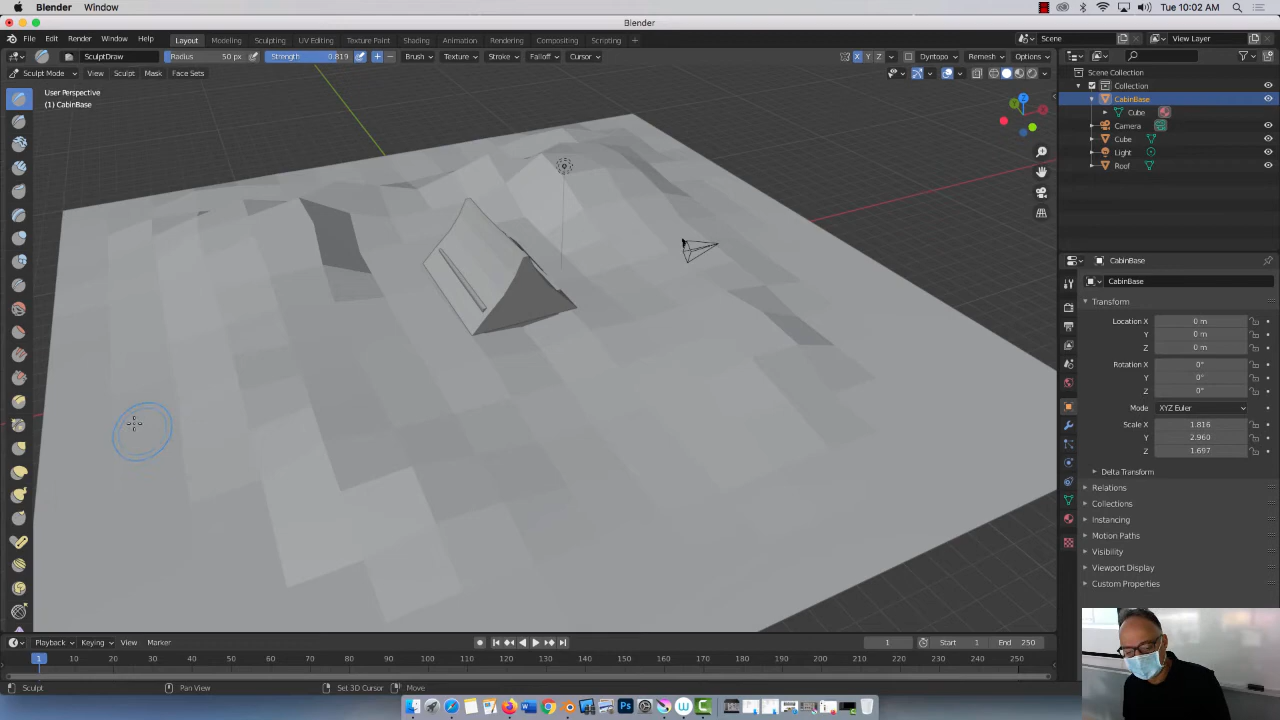 Blender Window Tue 10:02 AM
Blender
File Edit Render Window Help Layout Modeling Sculpting UV Editing Texture Paint Shading Animation Rendering Compositing Scripting + Scene View Layer
SculptDraw Radius 50 px Strength 0.819 Brush Texture Stroke Falloff Cursor X Y Z Dyntopo Remesh Options
Sculpt Mode View Sculpt Mask Face Sets
User Perspective
(1) CabinBase
Z
Scene Collection
Collection
CabinBase
Cube
Camera
Cube
Light
Roof
CabinBase
CabinBase
Transform
Location X 0 m
Y 0 m
Z 0 m
Rotation X 0°
Y 0°
Z 0°
Mode XYZ Euler
Scale X 1.816
Y 2.960
Z 1.697
Delta Transform
Relations
Collections
Instancing
Motion Paths
Visibility
Viewport Display
Custom Properties
Playback Keying View Marker 1 Start 1 End 250
1 10 20 30 40 50 60 70 80 90 100 110 120 130 140 150 160 170 180 190 200 210 220 230 240 250
Sculpt Pan View Set 3D Cursor Move
Ps